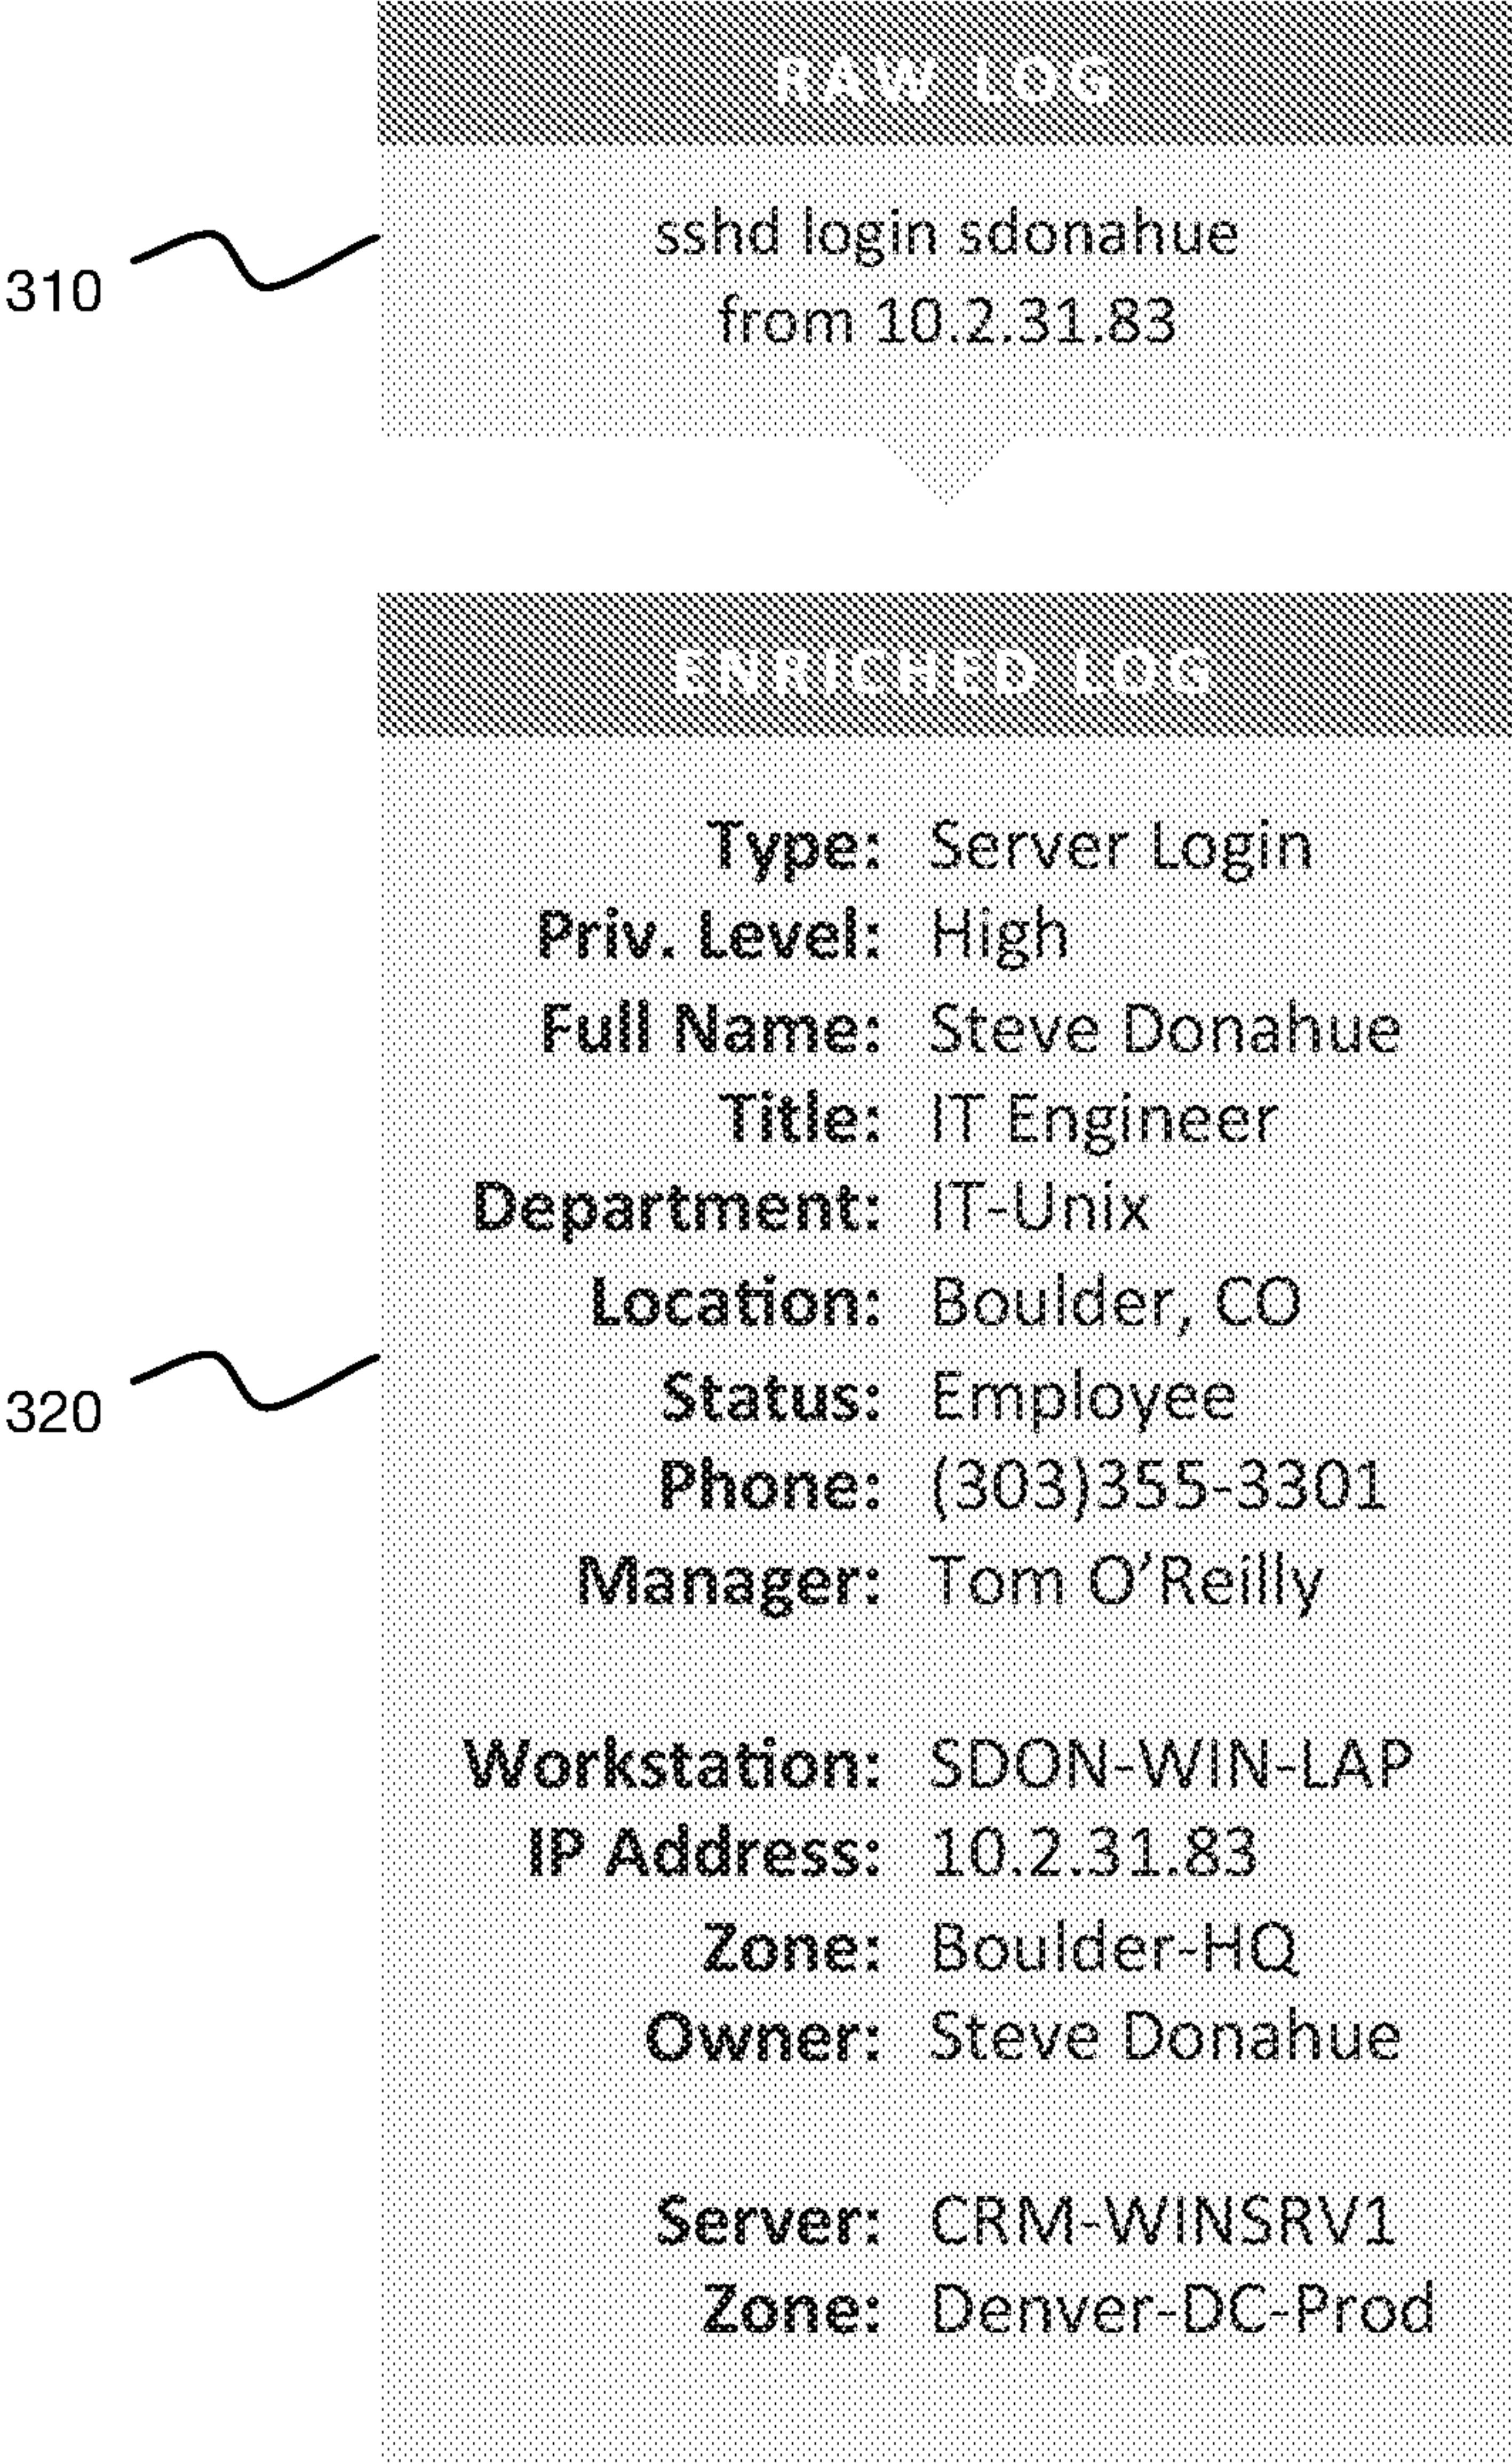 RAW LOG
sshd login sdonahue
from 10.2.31.83
310
ENRICHED LOG
Type: Server Login
Priv. Level: High
Full Name: Steve Donahue
Title: IT Engineer
Department: IT-Unix
Location: Boulder, CO
Status: Employee
320
Phone: (303)355-3301
Manager: Tom O’Reilly
Workstation: SDON-WIN-LAP
IP Address: 10.2.31.83
Zone: Boulder-HQ
Owner: Steve Donahue
Server: CRM-WINSRV1
Zone: Denver-DC-Prod